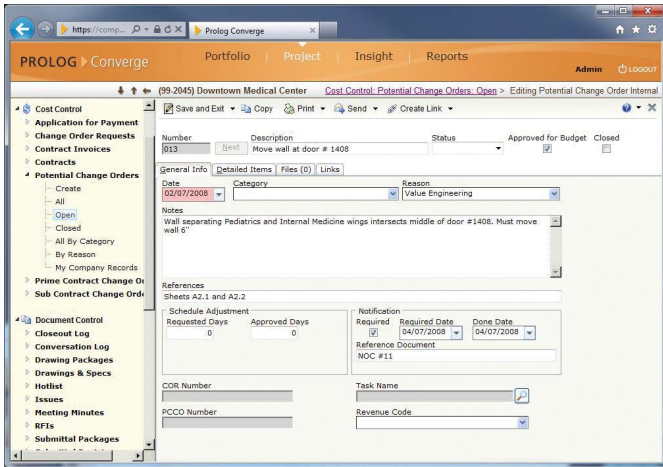 https://comp...
Prolog Converge
PROLOG Converge
Portfolio
Project
Insight
Reports
Admin
LOGOUT
(99-2045) Downtown Medical Center
Cost Control: Potential Change Orders: Open > Editing Potential Change Order Internal
Cost Control
Application for Payment
Change Order Requests
Contract Invoices
Contracts
Potential Change Orders
Create
All
Open
Closed
All By Category
By Reason
My Company Records
Prime Contract Change Or
Sub Contract Change Orde
Document Control
Closeout Log
Conversation Log
Drawing Packages
Drawings & Specs
Hotlist
Issues
Meeting Minutes
RFIs
Submittal Packages
Save and Exit Copy Print Send Create Link
Number Description Status Approved for Budget Closed
013 Next Move wall at door # 1408
General Info Detailed Items Files (0) Links
Date Category Reason
02/07/2008 Value Engineering
Notes
Wall separating Pediatrics and Internal Medicine wings intersects middle of door #1408. Must move
wall 6"
References
Sheets A2.1 and A2.2
Schedule Adjustment
Requested Days Approved Days
0 0
Notification
Required Required Date Done Date
04/07/2008 04/07/2008
Reference Document
NOC #11
COR Number Task Name
PCCO Number Revenue Code